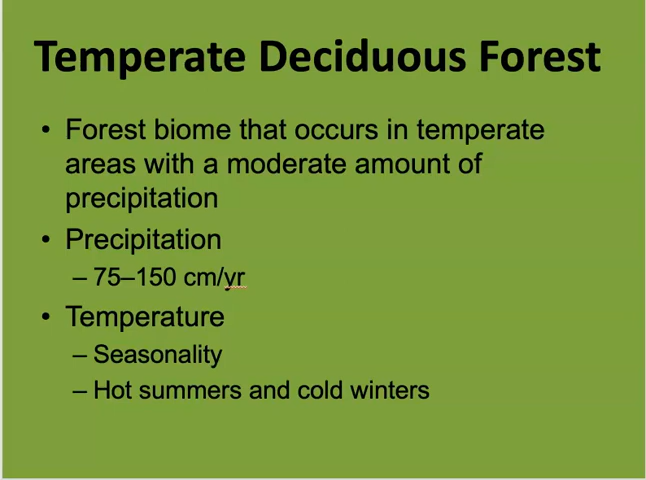 Temperate Deciduous Forest
• Forest biome that occurs in temperate
areas with a moderate amount of
precipitation
• Precipitation
– 75–150 cm/yr
• Temperature
– Seasonality
– Hot summers and cold winters